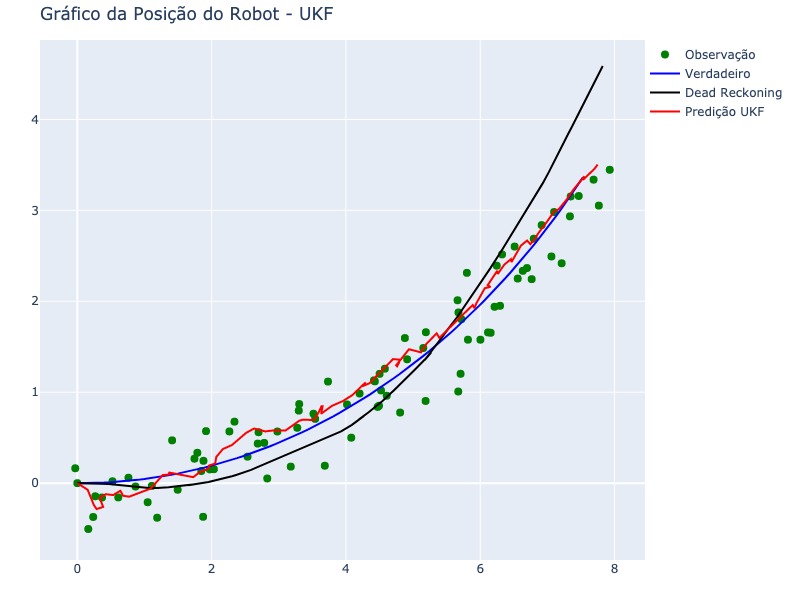 Gráfico da Posição do Robot - UKF
Observação
Verdadeiro
Dead Reckoning
Predição UKF
4
3
2
1
0
0 2 4 6 8